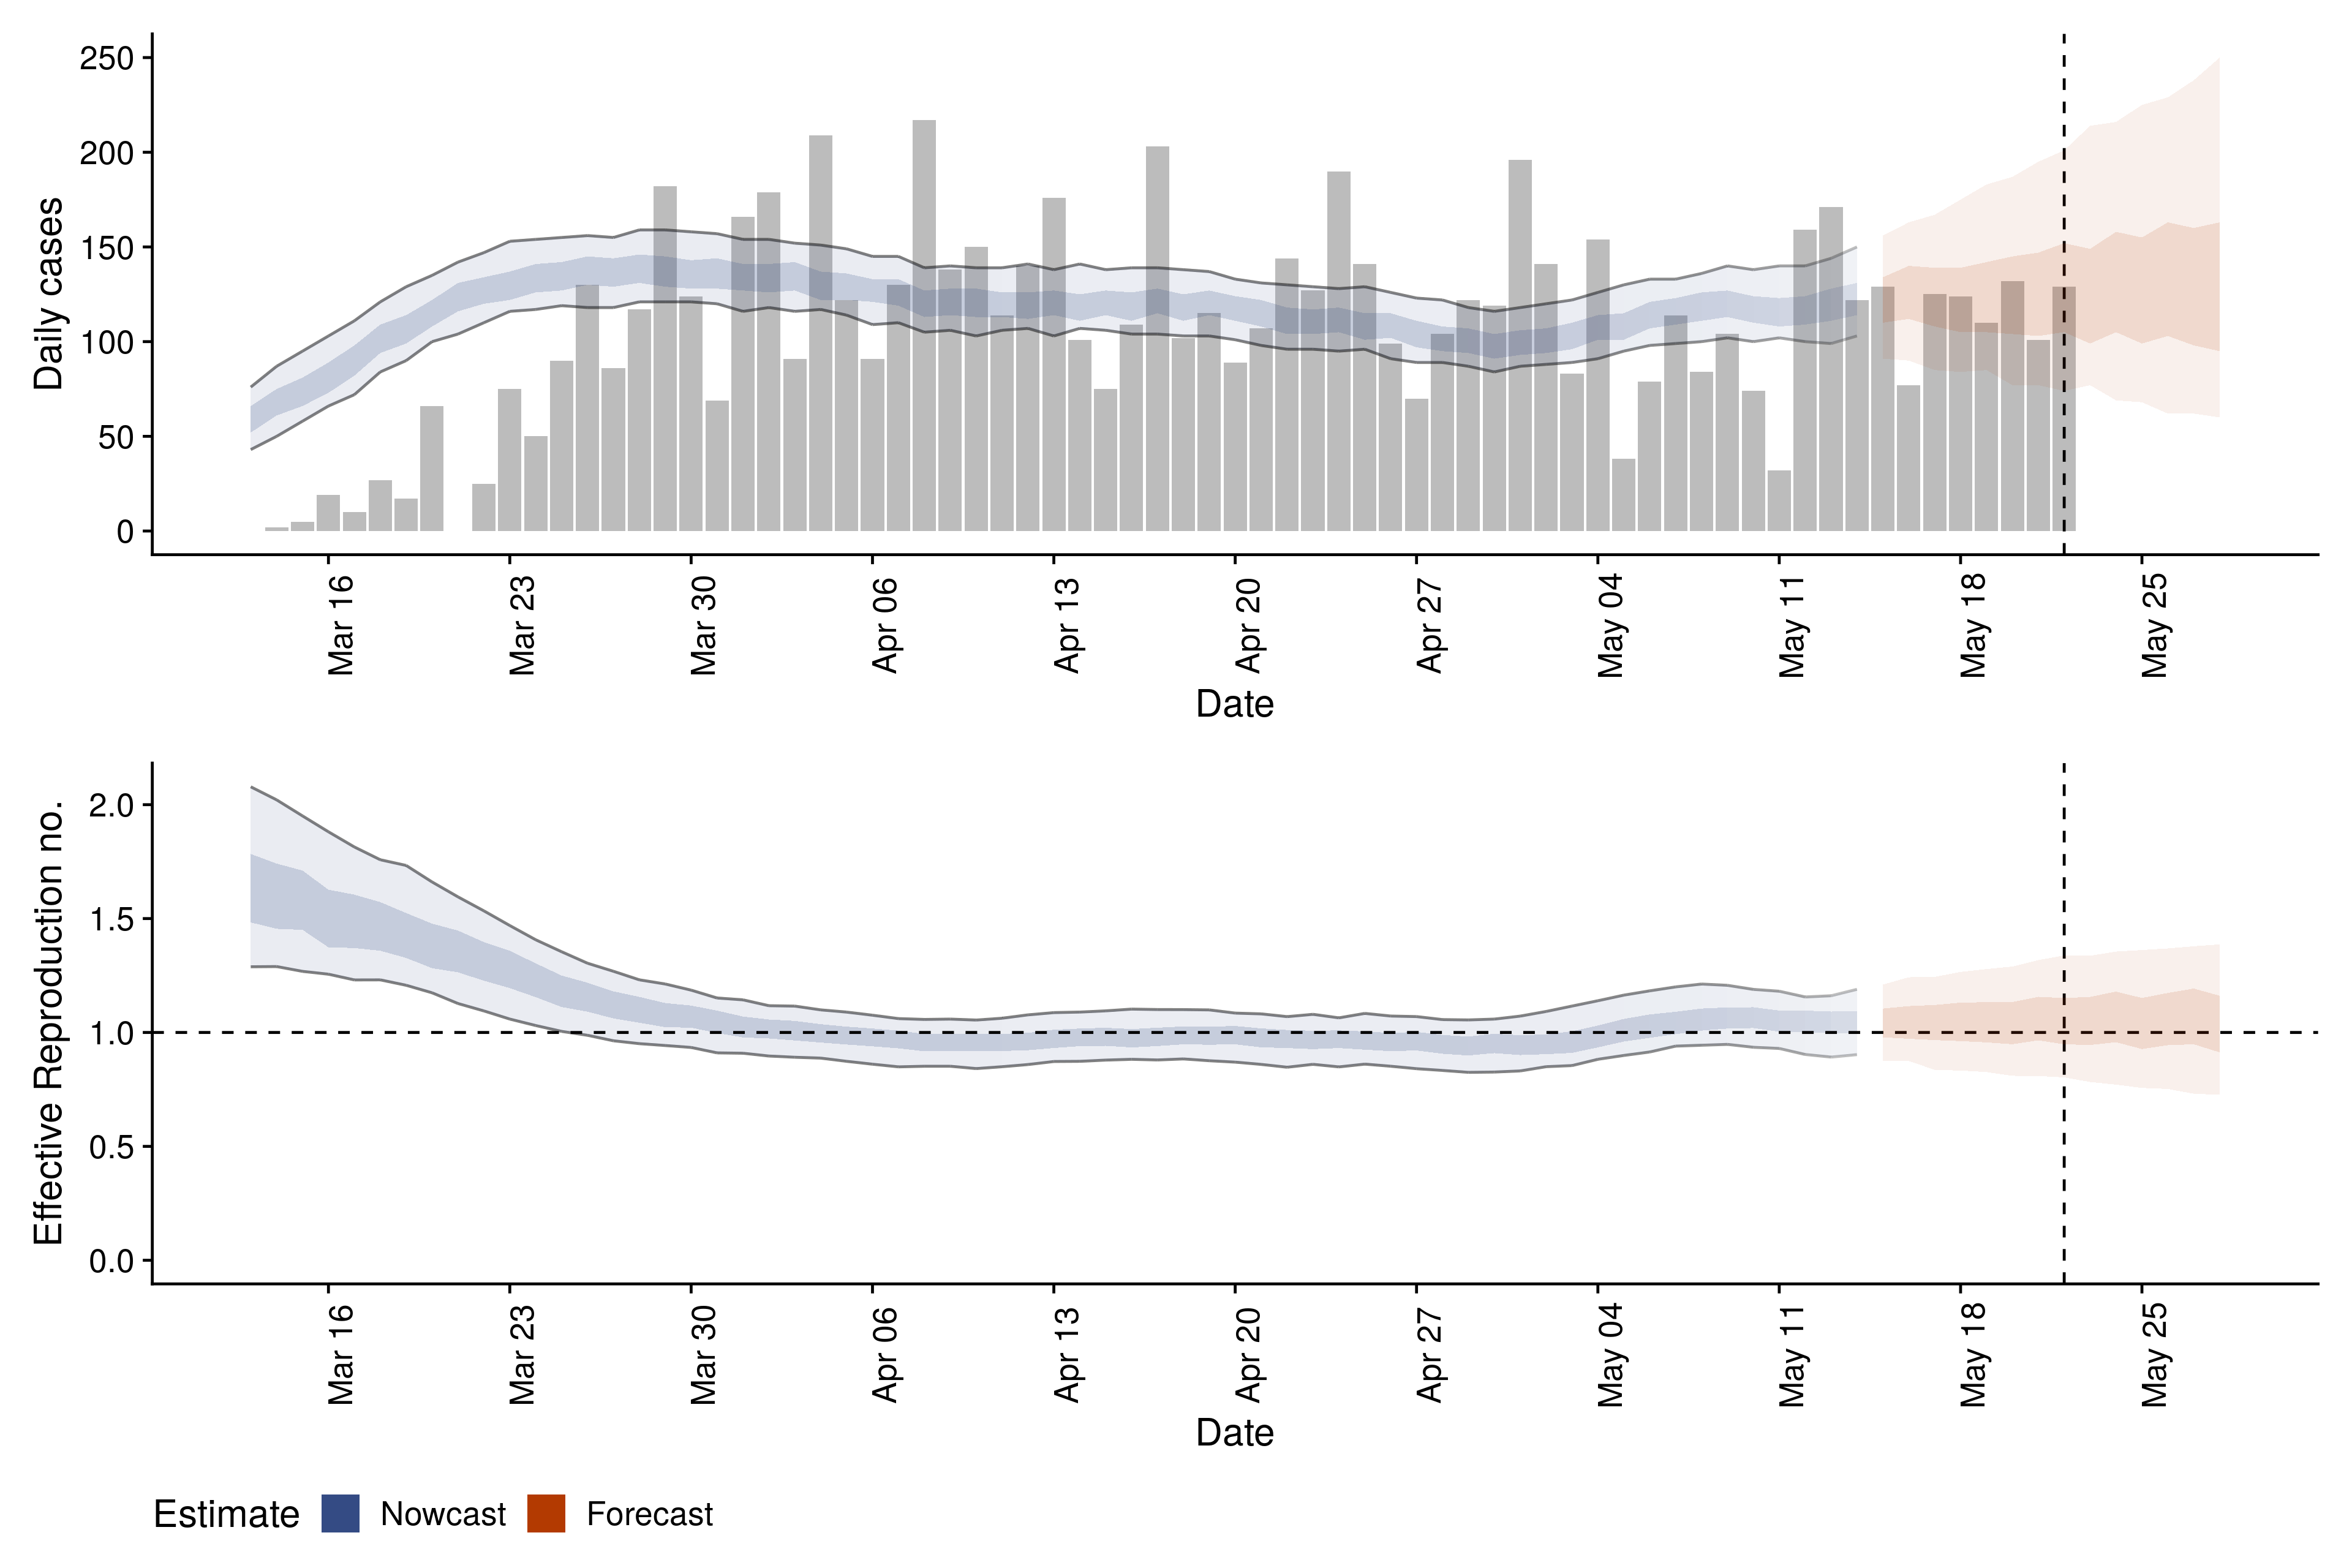 250
200
150
100
50
0
Daily cases
Mar 16
Mar 23
Mar 30
Apr 06
Apr 13
Apr 20
Apr 27
May 04
May 11
May 18
May 25
Date
2.0
1.5
1.0
0.5
0.0
Effective Reproduction no.
Mar 16
Mar 23
Mar 30
Apr 06
Apr 13
Apr 20
Apr 27
May 04
May 11
May 18
May 25
Date
Estimate Nowcast Forecast